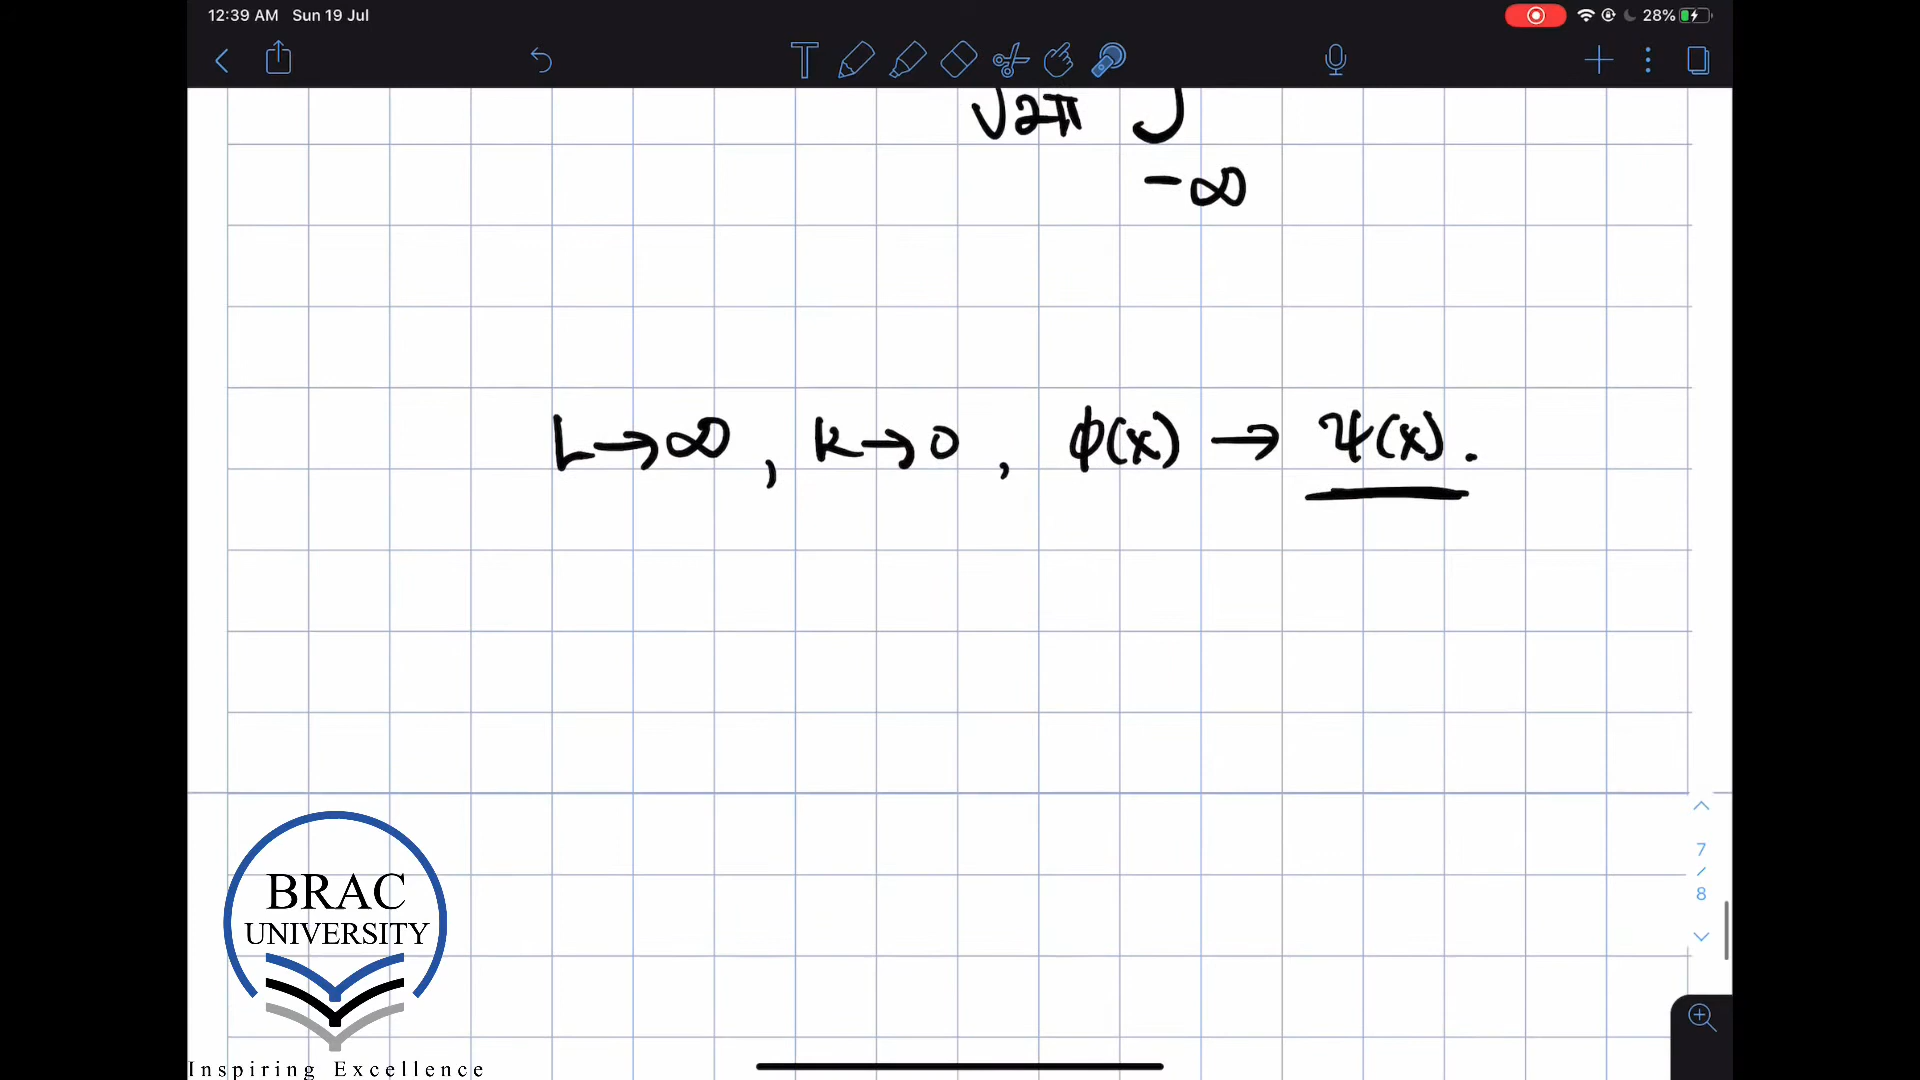 12:39 AM Sun 19 Jul
28%
√2π ∫
-∞
L→∞, k→0, ϕ(x) → ψ(x).
7
/
8
BRAC
UNIVERSITY
Inspiring Excellence